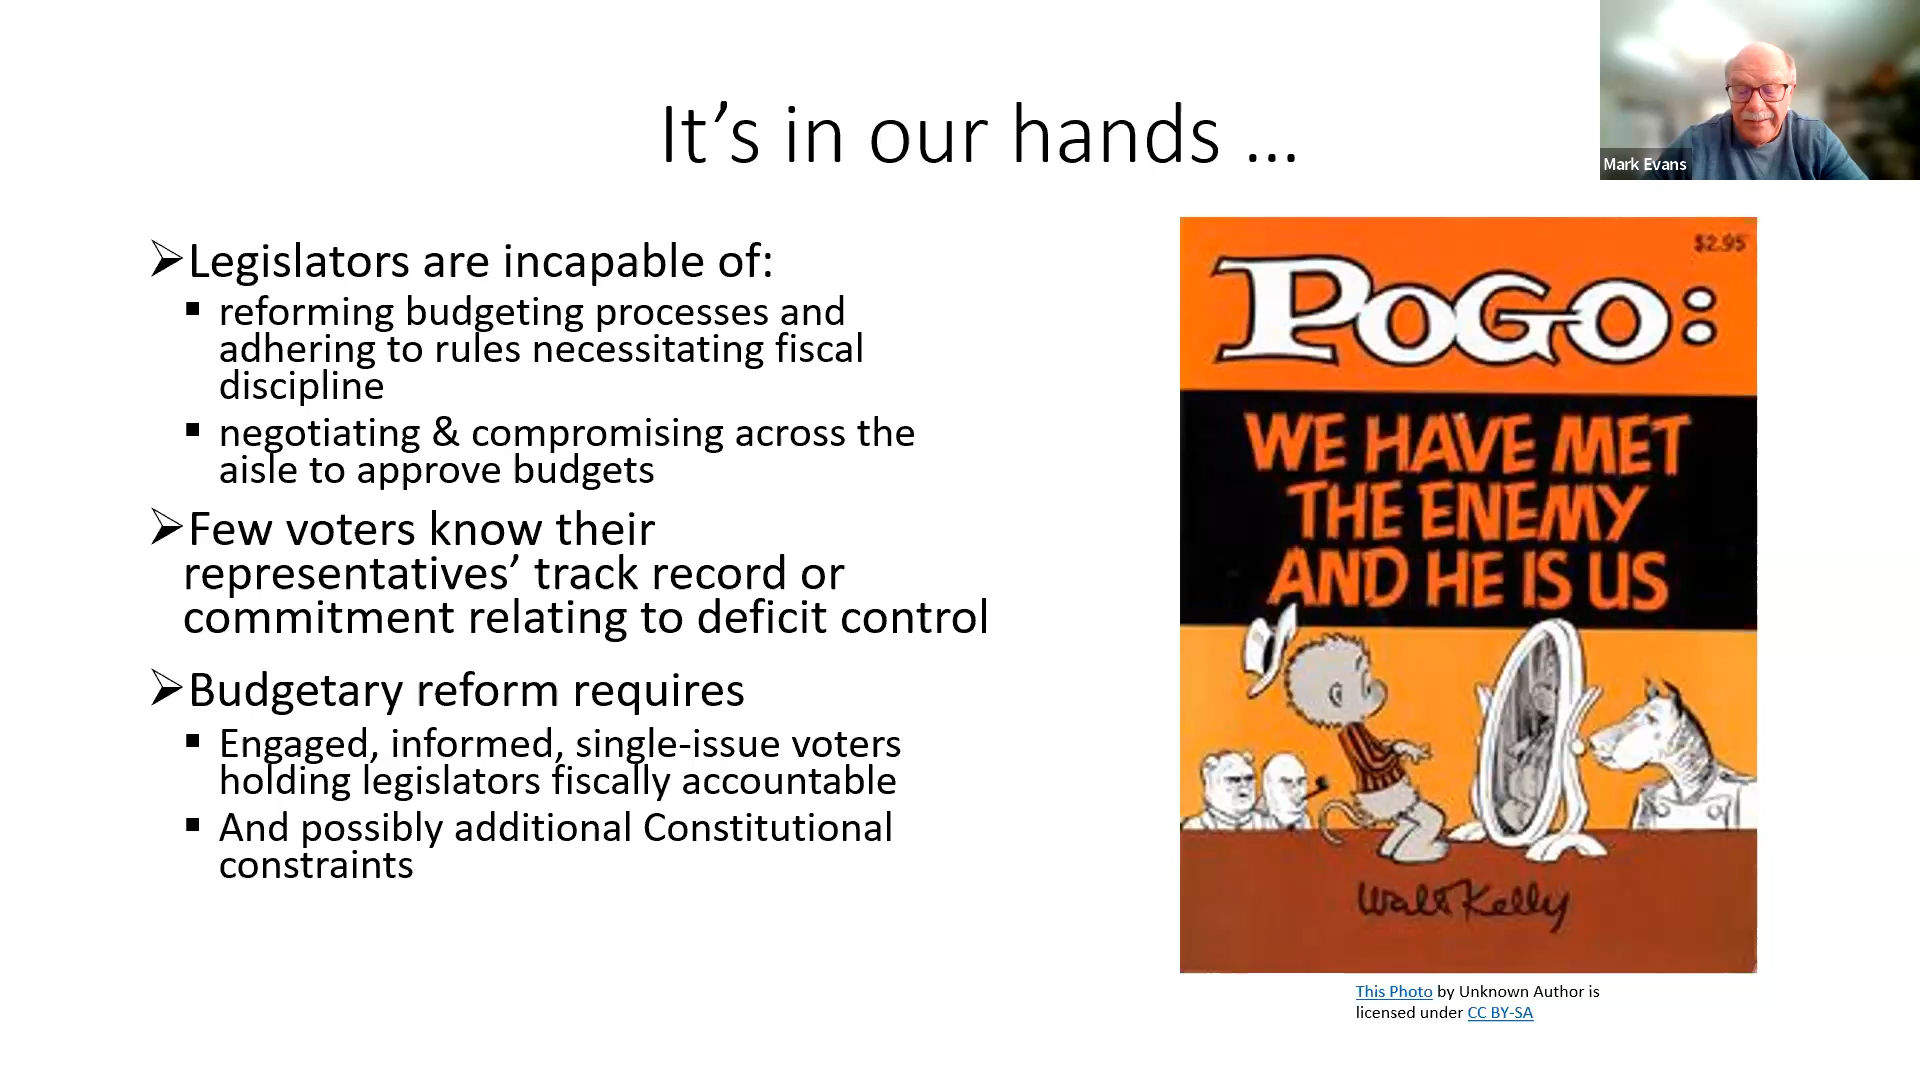 It’s in our hands …
Mark Evans
➢Legislators are incapable of:
▪ reforming budgeting processes and
adhering to rules necessitating fiscal
discipline
▪ negotiating & compromising across the
aisle to approve budgets
➢Few voters know their
representatives’ track record or
commitment relating to deficit control
➢Budgetary reform requires
▪ Engaged, informed, single-issue voters
holding legislators fiscally accountable
▪ And possibly additional Constitutional
constraints
$2.95
POGO:
WE HAVE MET
THE ENEMY
AND HE IS US
Walt Kelly
This Photo by Unknown Author is
licensed under CC BY-SA